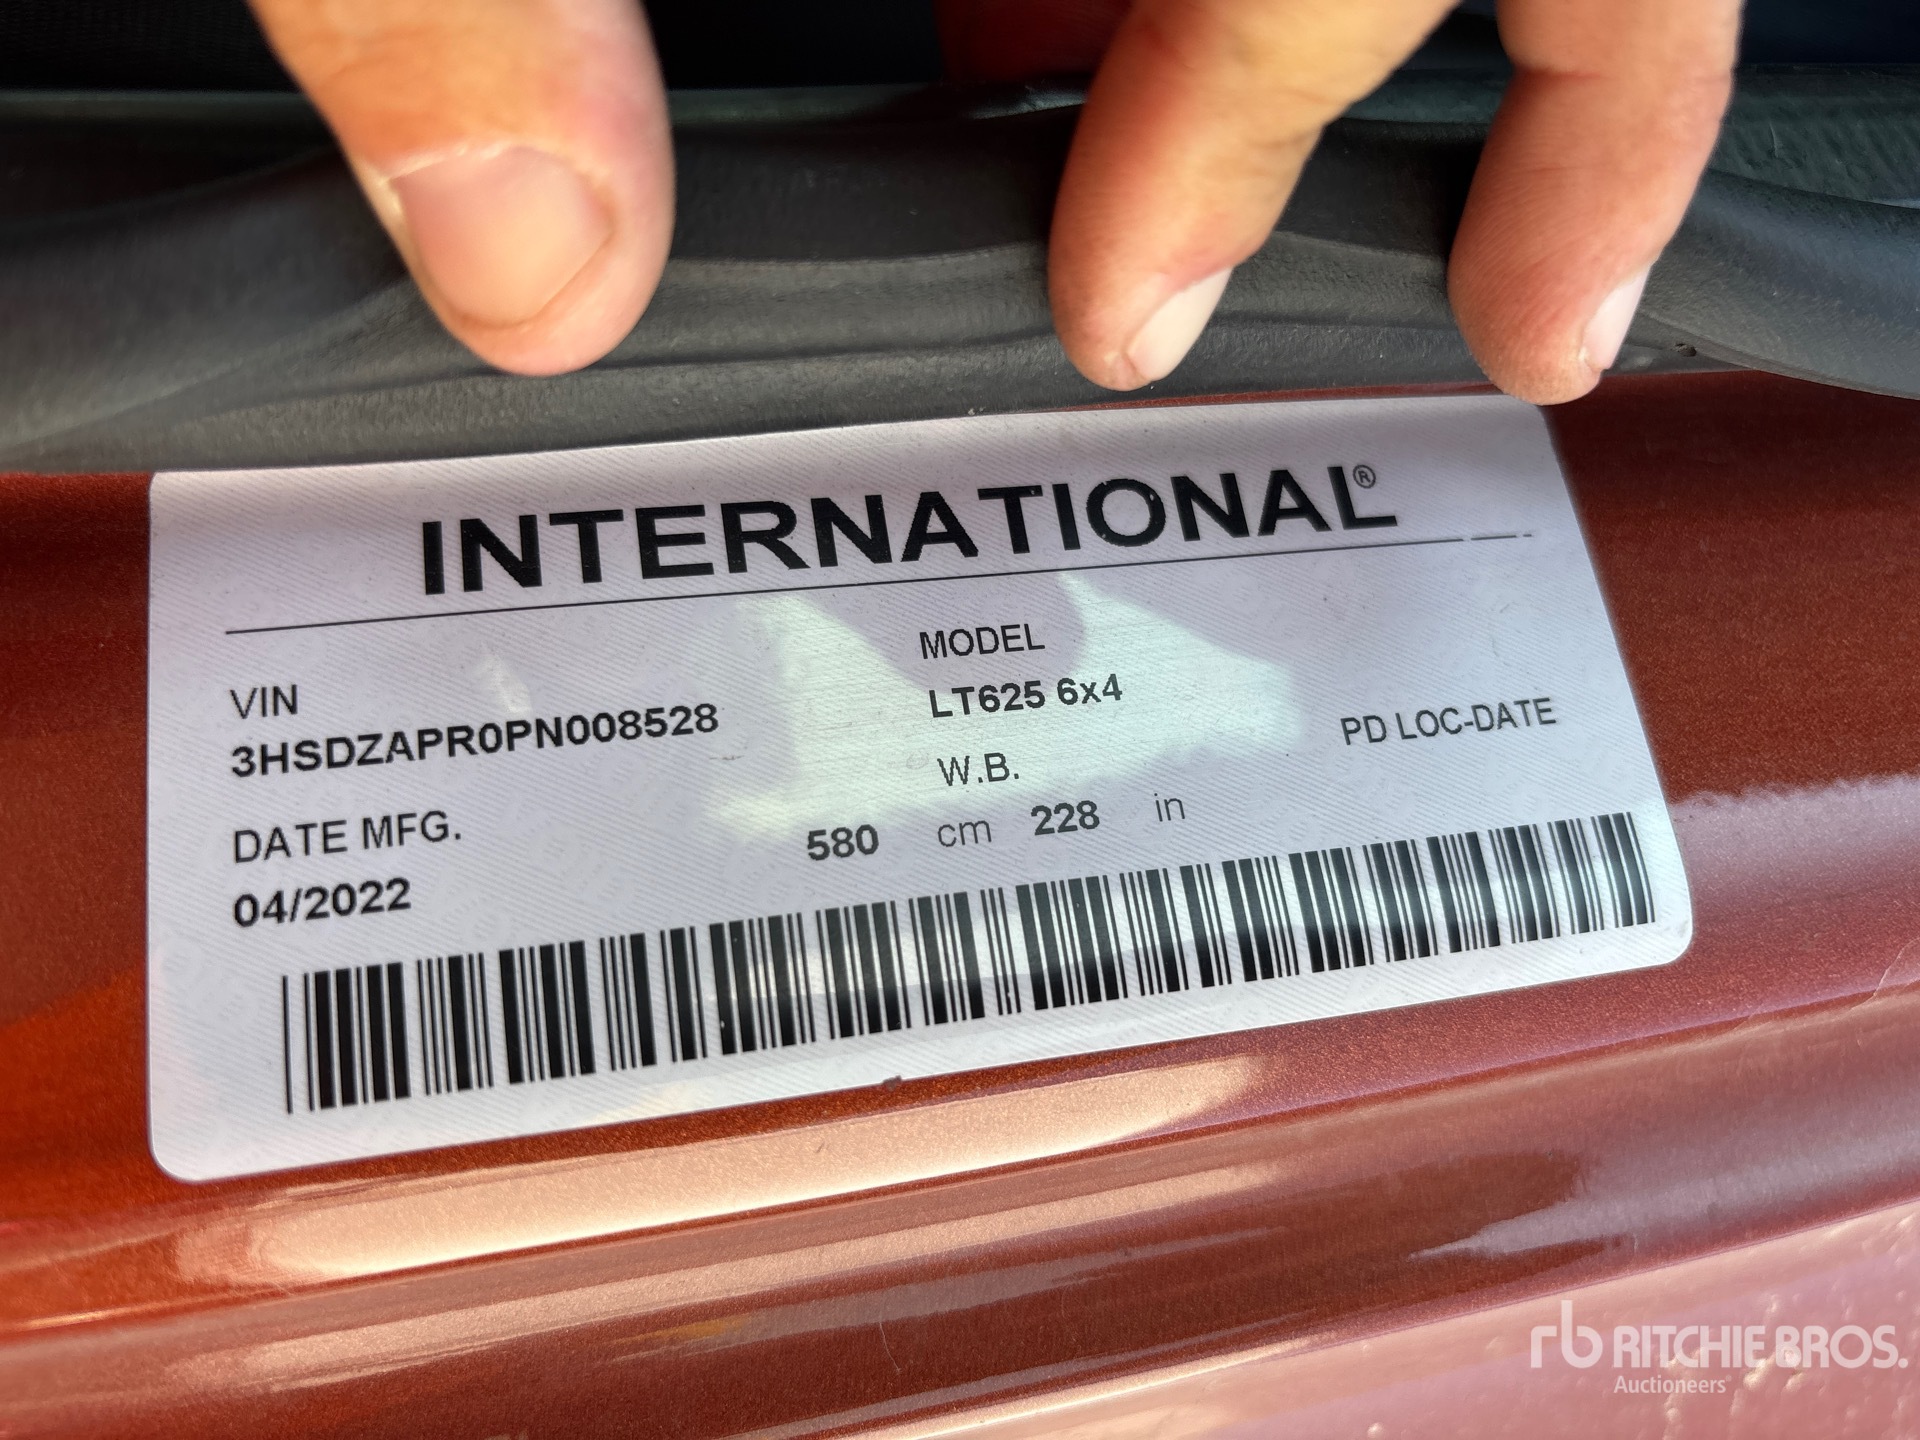 INTERNATIONAL®
VIN
3HSDZAPR0PN008528
MODEL
LT625 6x4
DATE MFG.
04/2022
W.B.
580 cm 228 in
PD LOC-DATE
rb RITCHIE BROS.
Auctioneers